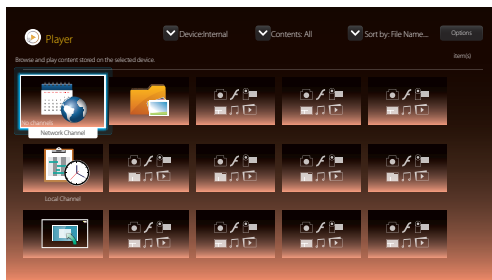 Player
Device:Internal
Contents: All
Sort by: File Name...
Options
Browse and play content stored on the selected device.
item(s)
No channels
Network Channel
Local Channel